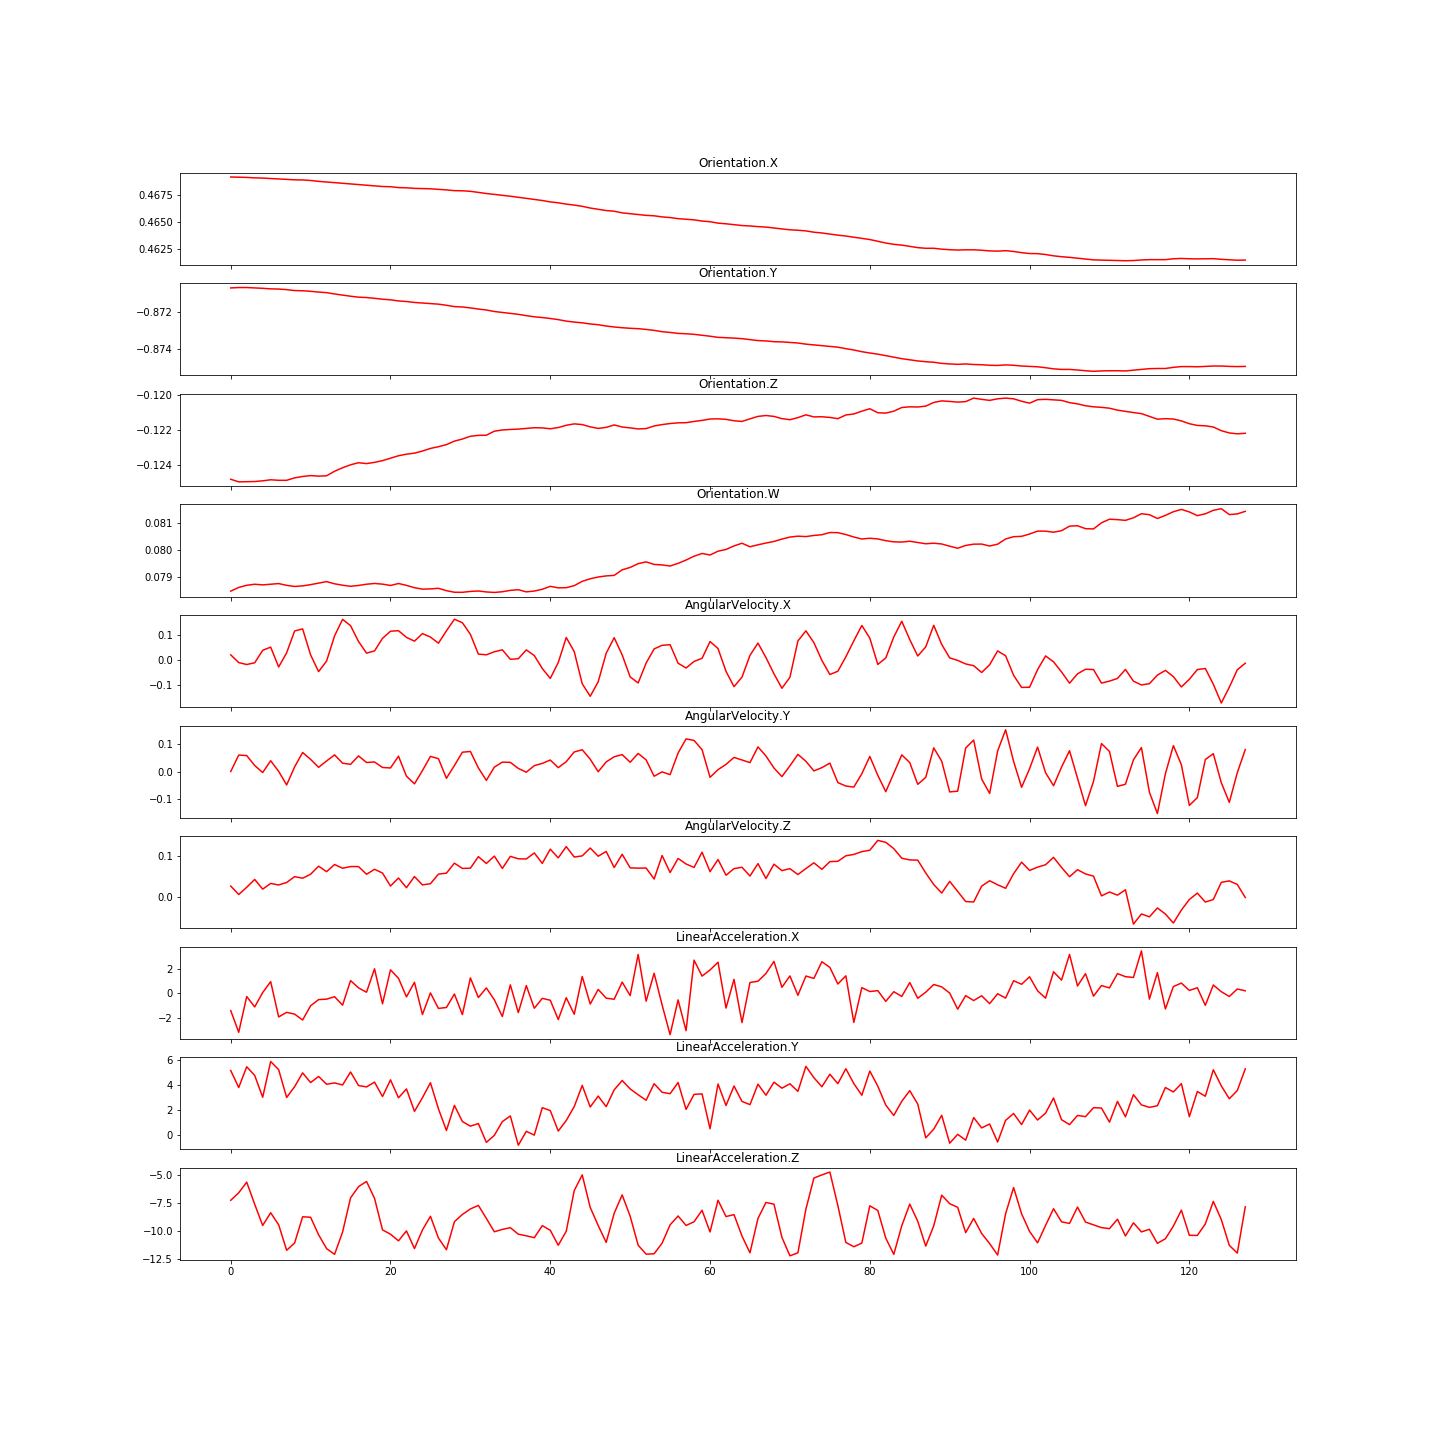 Orientation.X
0.4675
0.4650
0.4625
Orientation.Y
−0.872
−0.874
Orientation.Z
−0.120
−0.122
−0.124
Orientation.W
0.081
0.080
0.079
AngularVelocity.X
0.1
0.0
−0.1
AngularVelocity.Y
0.1
0.0
−0.1
AngularVelocity.Z
0.1
0.0
LinearAcceleration.X
2
0
−2
LinearAcceleration.Y
6
4
2
0
LinearAcceleration.Z
−5.0
−7.5
−10.0
−12.5
0 20 40 60 80 100 120